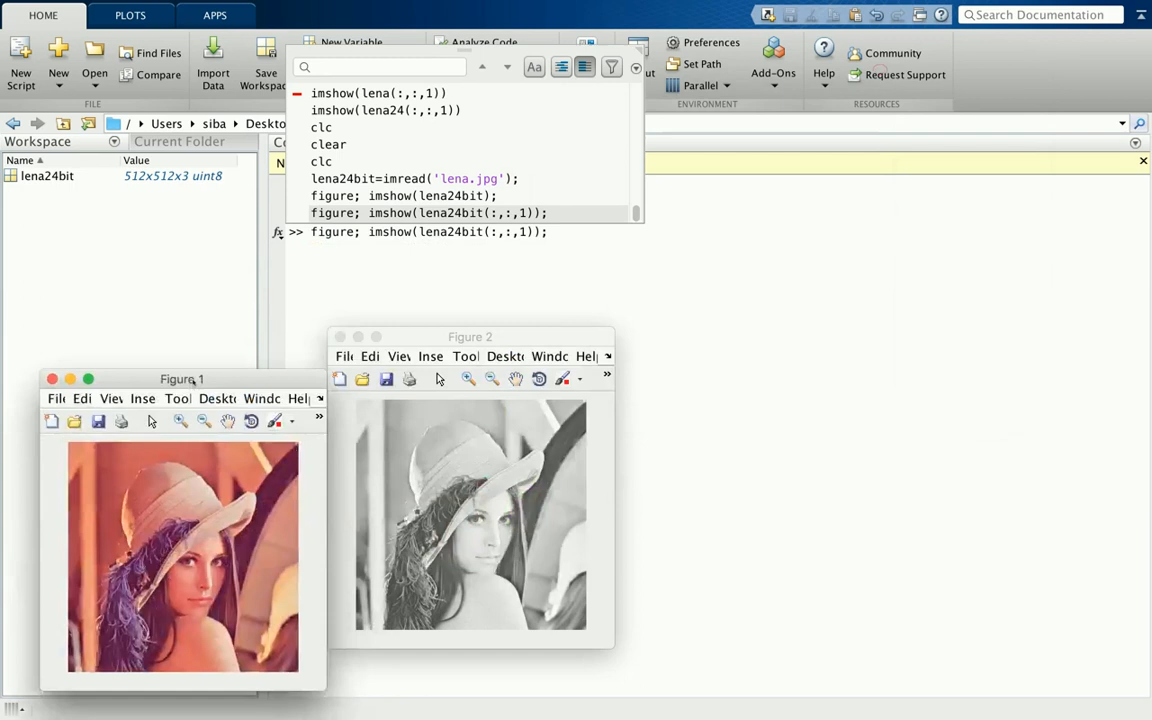 HOME PLOTS APPS
Search Documentation
New Script
New
Open
Find Files
Compare
FILE
Import Data
Save
New Variable
Analyze Code
Preferences
Set Path
Parallel
ENVIRONMENT
Add-Ons
Help
Community
Request Support
RESOURCES
/ ▸ Users ▸ siba ▸
Workspace
Current Folder
Name Value
lena24bit 512x512x3 uint8
Aa
imshow(lena(:,:,1))
imshow(lena24(:,:,1))
clc
clear
clc
lena24bit=imread('lena.jpg');
figure; imshow(lena24bit);
figure; imshow(lena24bit(:,:,1));
fx >> figure; imshow(lena24bit(:,:,1));
Figure 2
Figure 1